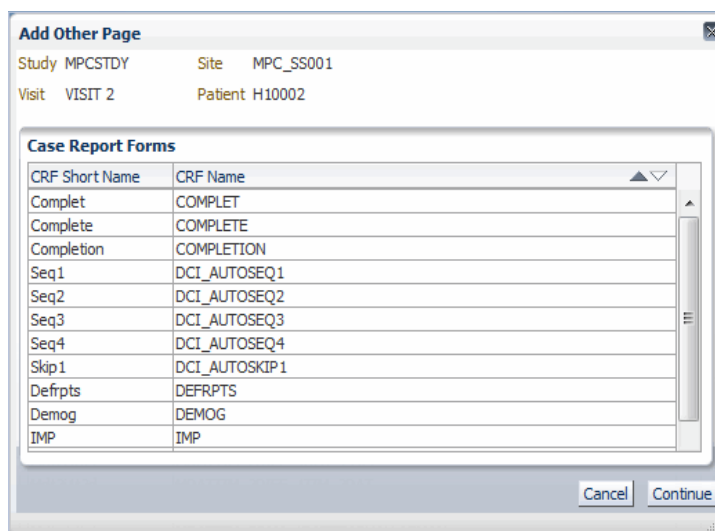 Add Other Page
Study MPCSTDY Site MPC_SS001
Visit VISIT 2 Patient H10002
Case Report Forms
CRF Short Name CRF Name
Complet COMPLET
Complete COMPLETE
Completion COMPLETION
Seq1 DCI_AUTOSEQ1
Seq2 DCI_AUTOSEQ2
Seq3 DCI_AUTOSEQ3
Seq4 DCI_AUTOSEQ4
Skip1 DCI_AUTOSKIP1
Defrpts DEFRPTS
Demog DEMOG
IMP IMP
Cancel Continue